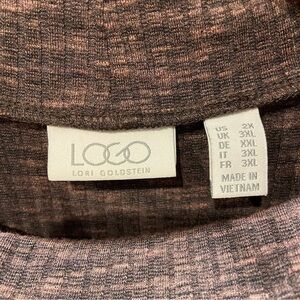 LOGO
LORI GOLDSTEIN
US 2X
UK 3XL
DE XXL
IT 3XL
FR 3XL
MADE IN
VIETNAM